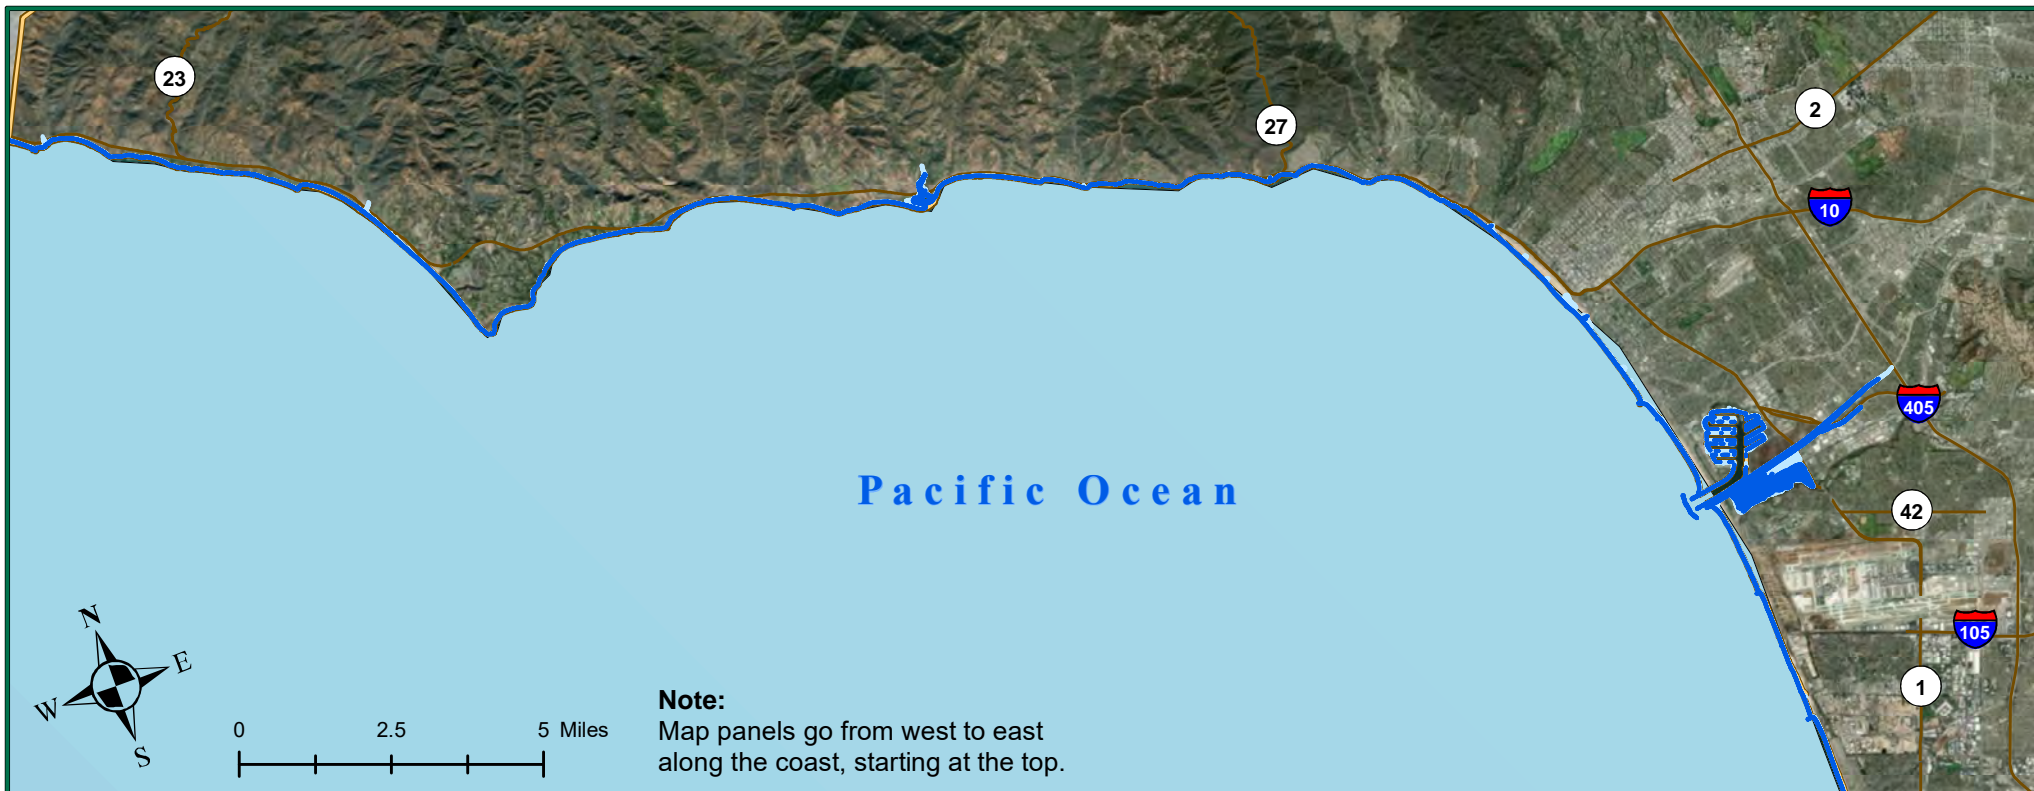 23
27
2
10
405
Pacific Ocean
42
N
E
W
S
105
1
0 2.5 5 Miles
Note:
Map panels go from west to east
along the coast, starting at the top.